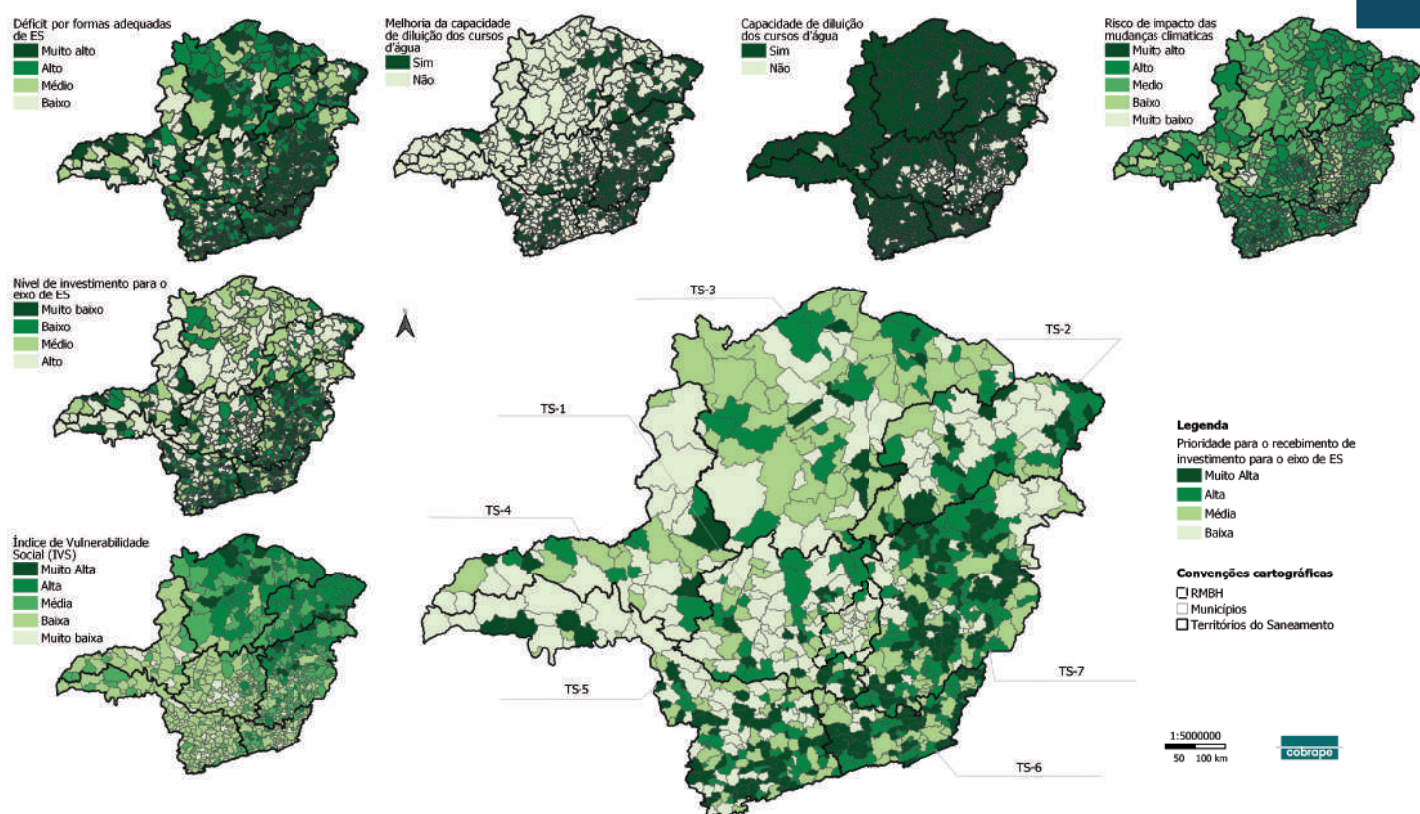 Déficit por formas adequadas
de ES
Muito alto
Alto
Médio
Baixo
Melhoria da capacidade
de diluição dos cursos
d'água
Sim
Não
Capacidade de diluição
dos cursos d'água
Sim
Não
Risco de impacto das
mudanças climaticas
Muito alto
Alto
Medio
Baixo
Muito baixo
Nível de investimento para o
eixo de ES
Muito baixo
Baixo
Médio
Alto
Índice de Vulnerabilidade
Social (IVS)
Muito Alta
Alta
Média
Baixa
Muito baixa
N
TS-3
TS-2
TS-1
TS-4
TS-5
TS-7
TS-6
Legenda
Prioridade para o recebimento de
investimento para o eixo de ES
Muito Alta
Alta
Média
Baixa
Convenções cartográficas
RMBH
Municípios
Territórios do Saneamento
1:5000000
50 100 km
cobrape